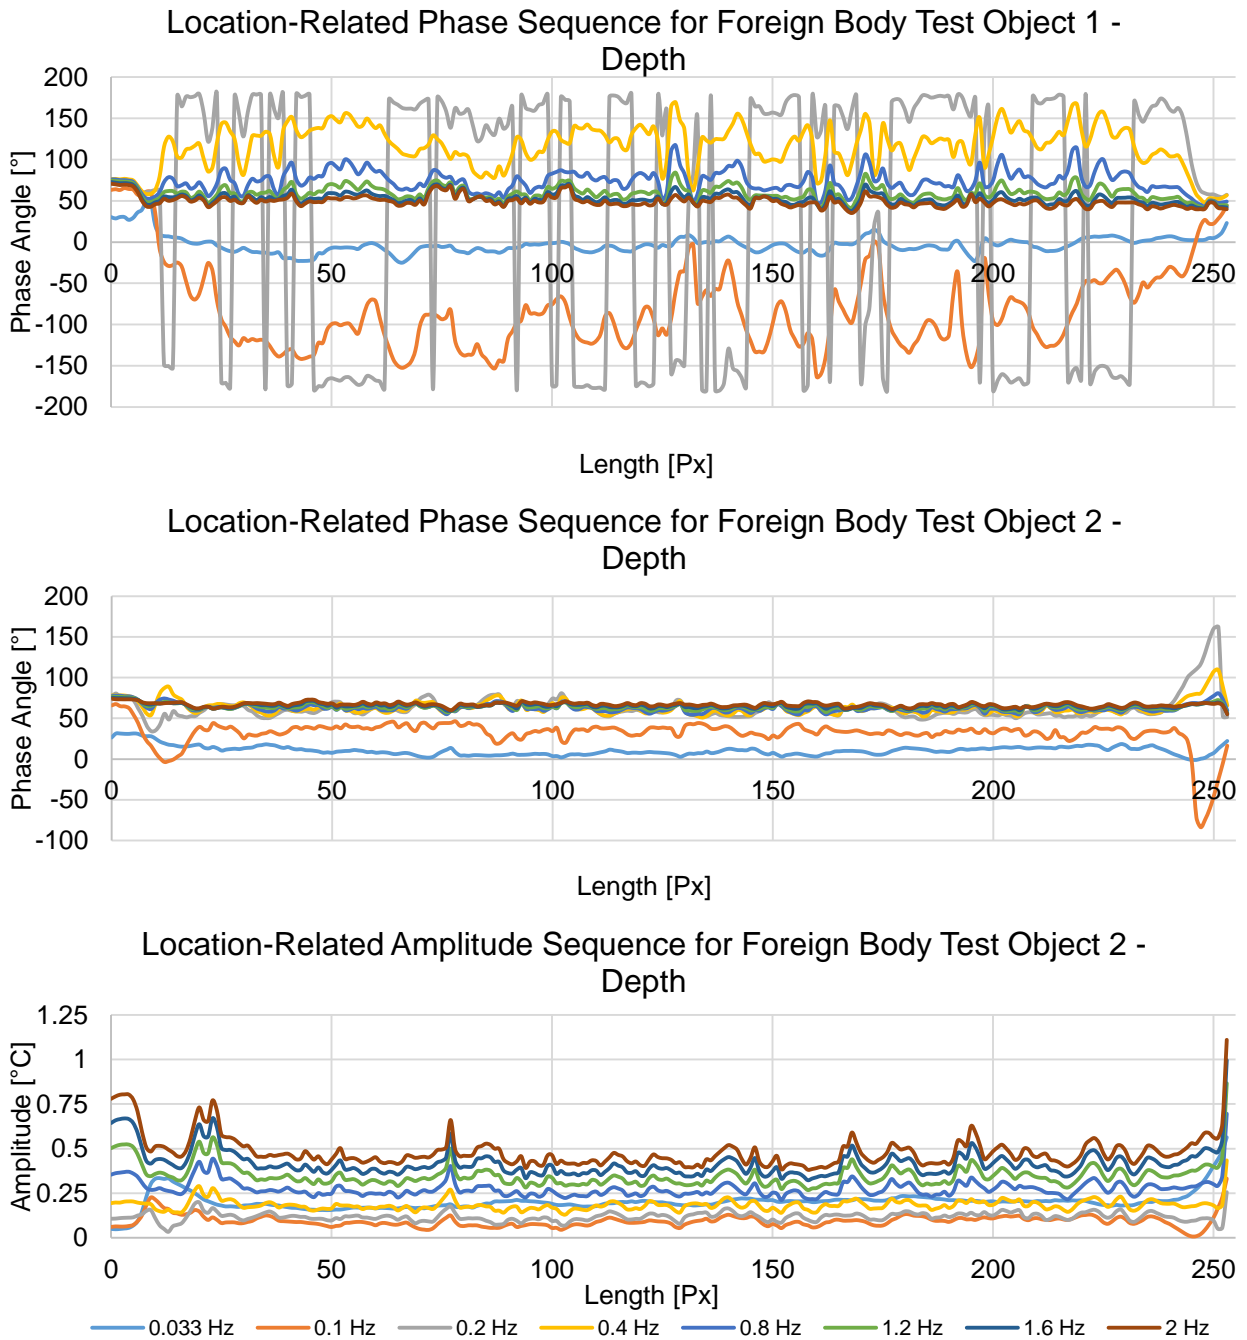 Location-Related Phase Sequence for Foreign Body Test Object 1 -
Depth
Phase Angle [°]
200
150
100
50
0
-50
-100
-150
-200
0 50 100 150 200 250
Length [Px]
Location-Related Phase Sequence for Foreign Body Test Object 2 -
Depth
Phase Angle [°]
200
150
100
50
0
-50
-100
0 50 100 150 200 250
Length [Px]
Location-Related Amplitude Sequence for Foreign Body Test Object 2 -
Depth
Amplitude [°C]
1.25
1
0.75
0.5
0.25
0
0 50 100 150 200 250
Length [Px]
0.033 Hz 0.1 Hz 0.2 Hz 0.4 Hz 0.8 Hz 1.2 Hz 1.6 Hz 2 Hz